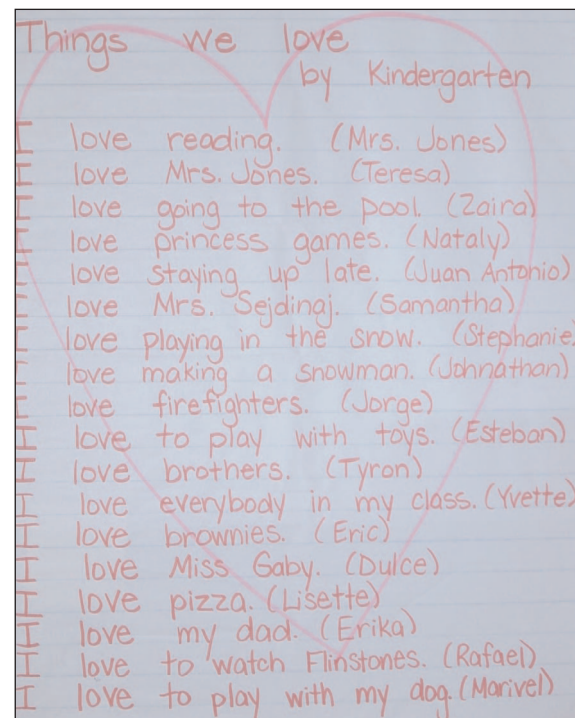 Things we love
by Kindergarten
I love reading. (Mrs. Jones)
I love Mrs. Jones. (Teresa)
I love going to the pool. (Zaira)
I love princess games. (Nataly)
I love staying up late. (Juan Antonio)
I love Mrs. Sejdinaj. (Samantha)
I love playing in the snow. (Stephanie)
I love making a snowman. (Johnathan)
I love firefighters. (Jorge)
I love to play with toys. (Esteban)
I love brothers. (Tyron)
I love everybody in my class. (Yvette)
I love brownies. (Eric)
I love Miss Gaby. (Dulce)
I love pizza. (Lisette)
I love my dad. (Erika)
I love to watch Flinstones. (Rafael)
I love to play with my dog. (Marivel)